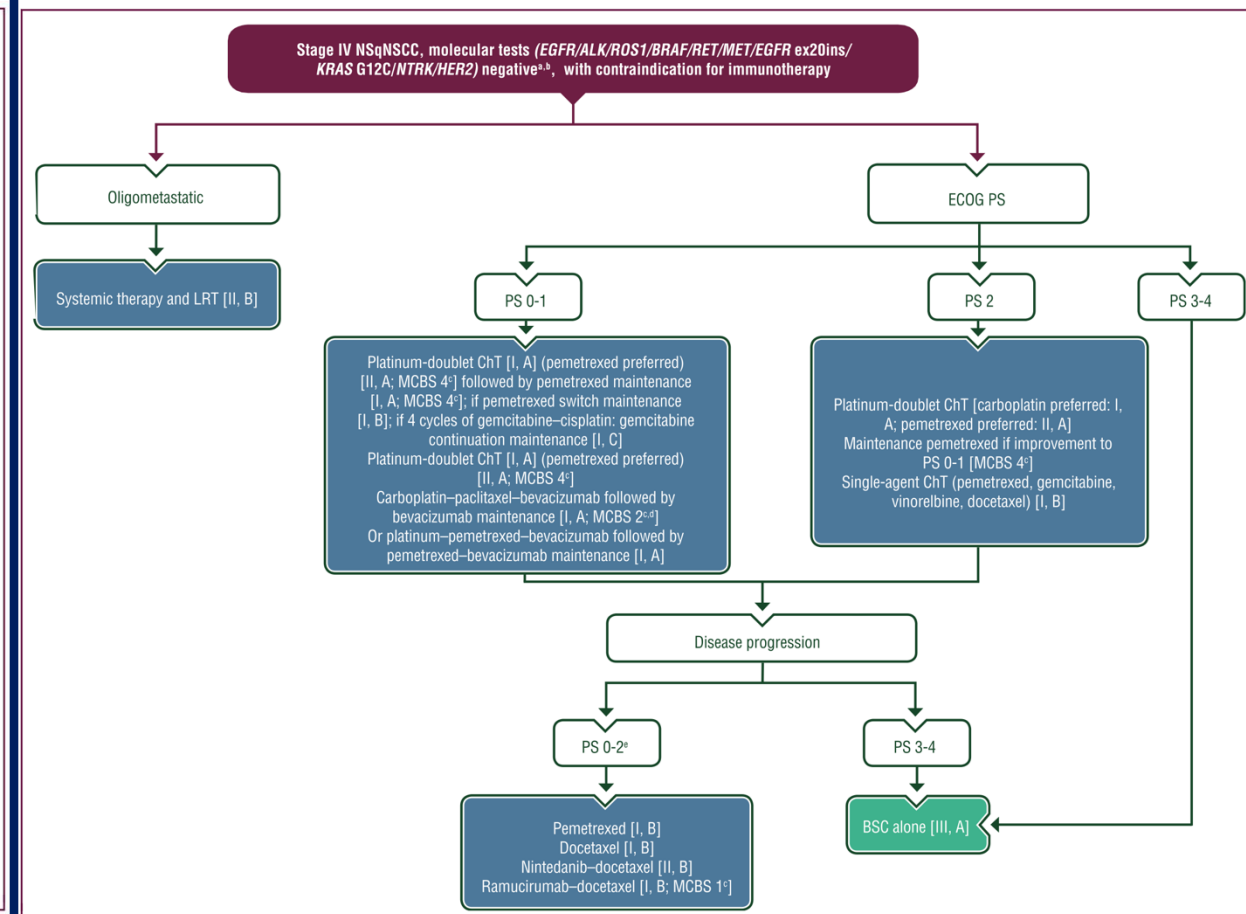 Stage IV NSqNSCC, molecular tests (EGFR/ALK/ROS1/BRAF/RET/MET/EGFR ex20ins/
KRAS G12C/NTRK/HER2) negativeᵃ,ᵇ, with contraindication for immunotherapy
Oligometastatic
ECOG PS
Systemic therapy and LRT [II, B]
PS 0-1
PS 2
PS 3-4
Platinum-doublet ChT [I, A] (pemetrexed preferred)
[II, A; MCBS 4ᶜ] followed by pemetrexed maintenance
[I, A; MCBS 4ᶜ]; if pemetrexed switch maintenance
[I, B]; if 4 cycles of gemcitabine–cisplatin: gemcitabine
continuation maintenance [I, C]
Platinum-doublet ChT [I, A] (pemetrexed preferred)
[II, A; MCBS 4ᶜ]
Carboplatin–paclitaxel–bevacizumab followed by
bevacizumab maintenance [I, A; MCBS 2ᶜ,ᵈ]
Or platinum–pemetrexed–bevacizumab followed by
pemetrexed–bevacizumab maintenance [I, A]
Platinum-doublet ChT [carboplatin preferred: I,
A; pemetrexed preferred: II, A]
Maintenance pemetrexed if improvement to
PS 0-1 [MCBS 4ᶜ]
Single-agent ChT (pemetrexed, gemcitabine,
vinorelbine, docetaxel) [I, B]
Disease progression
PS 0-2ᵉ
PS 3-4
Pemetrexed [I, B]
Docetaxel [I, B]
Nintedanib–docetaxel [II, B]
Ramucirumab–docetaxel [I, B; MCBS 1ᶜ]
BSC alone [III, A]